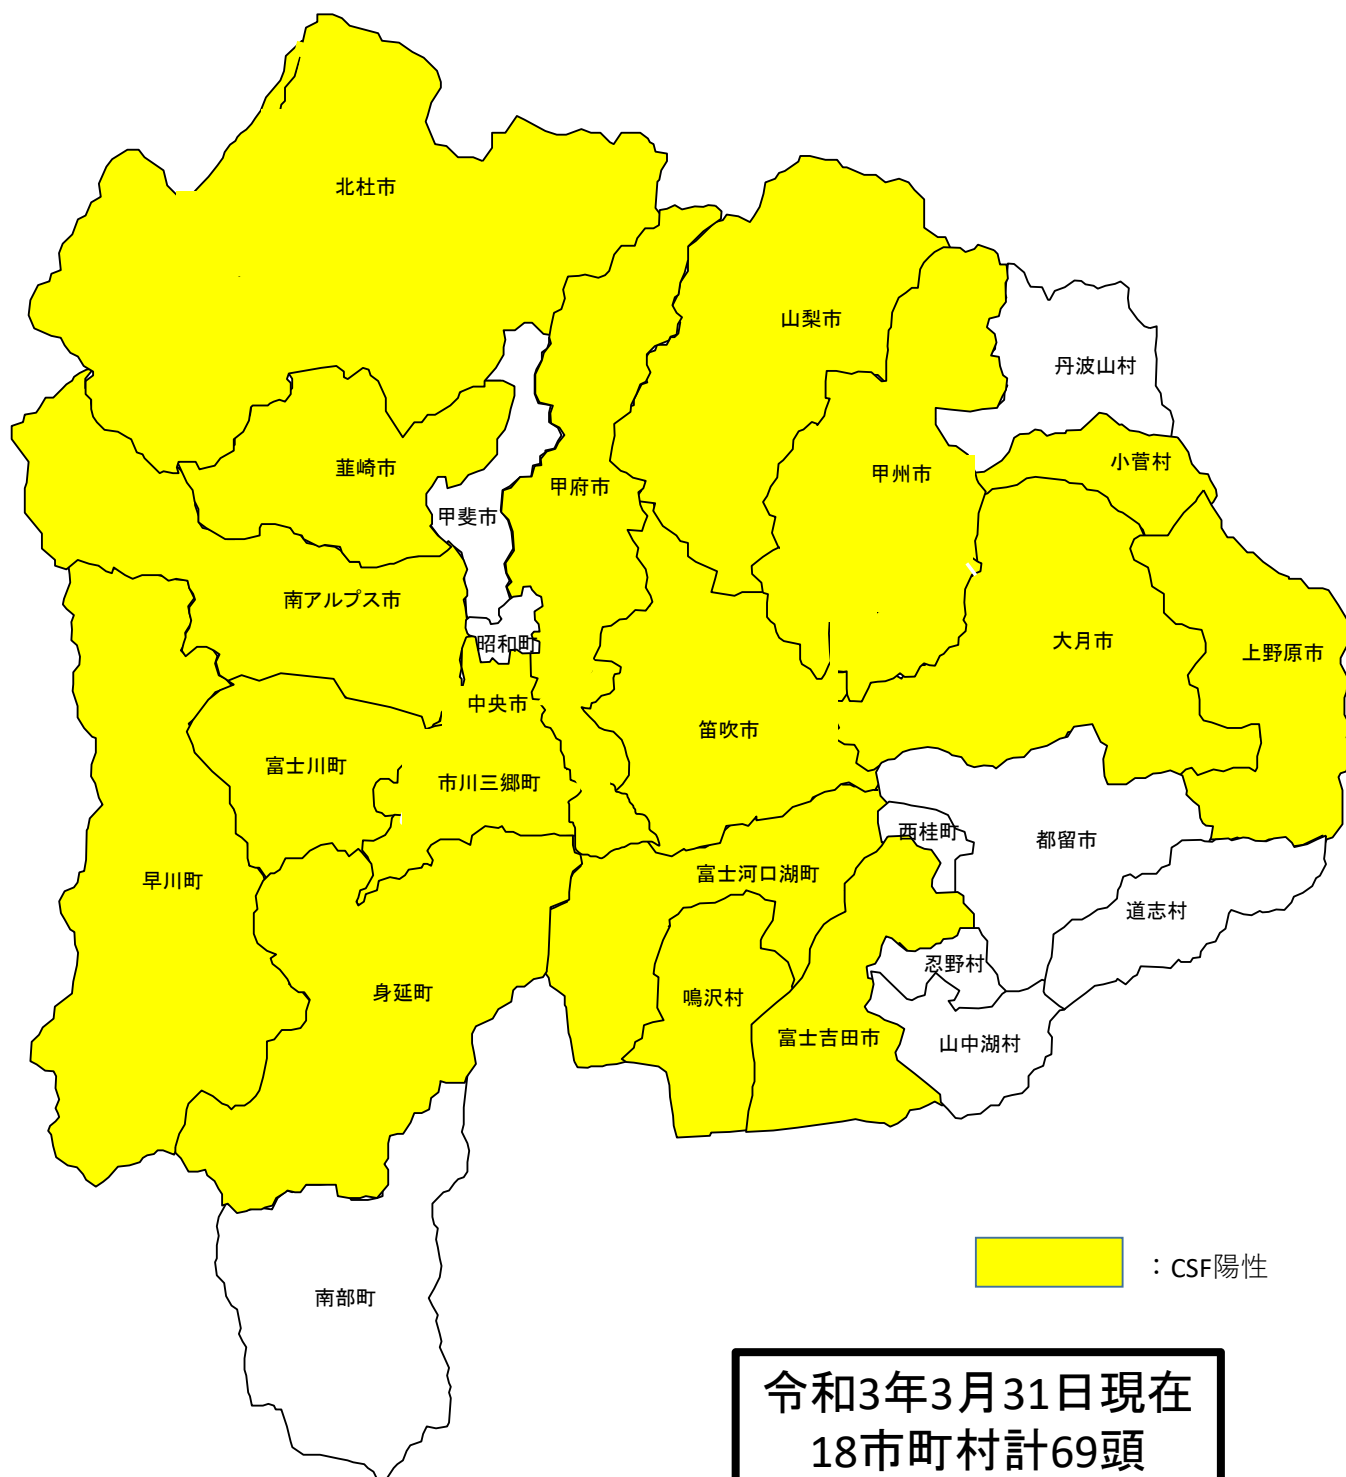 北杜市
山梨市
丹波山村
小菅村
韮崎市
甲府市
甲州市
甲斐市
南アルプス市
昭和町
大月市
上野原市
中央市
笛吹市
富士川町
市川三郷町
西桂町
都留市
早川町
富士河口湖町
道志村
忍野村
身延町
鳴沢村
富士吉田市
山中湖村
南部町
：CSF陽性
令和3年3月31日現在
18市町村計69頭